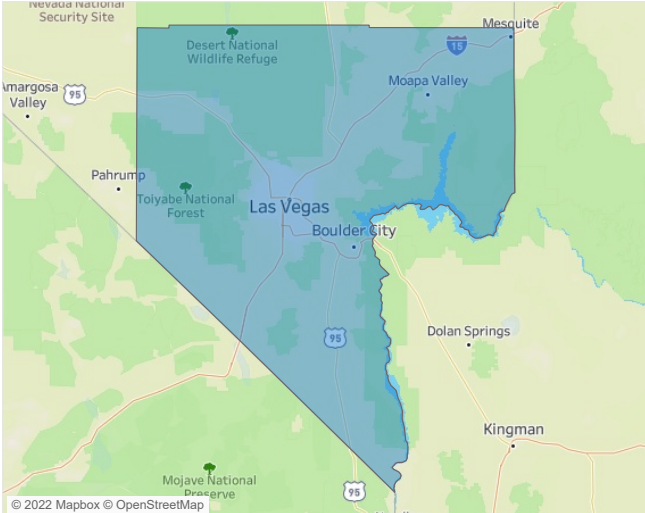 Nevada National
Security Site
Mesquite
Desert National
Wildlife Refuge
15
Moapa Valley
Amargosa
Valley
95
Pahrump
Toiyabe National
Forest
Las Vegas
Boulder City
95
Dolan Springs
Kingman
Mojave National
Preserve
95
© 2022 Mapbox © OpenStreetMap